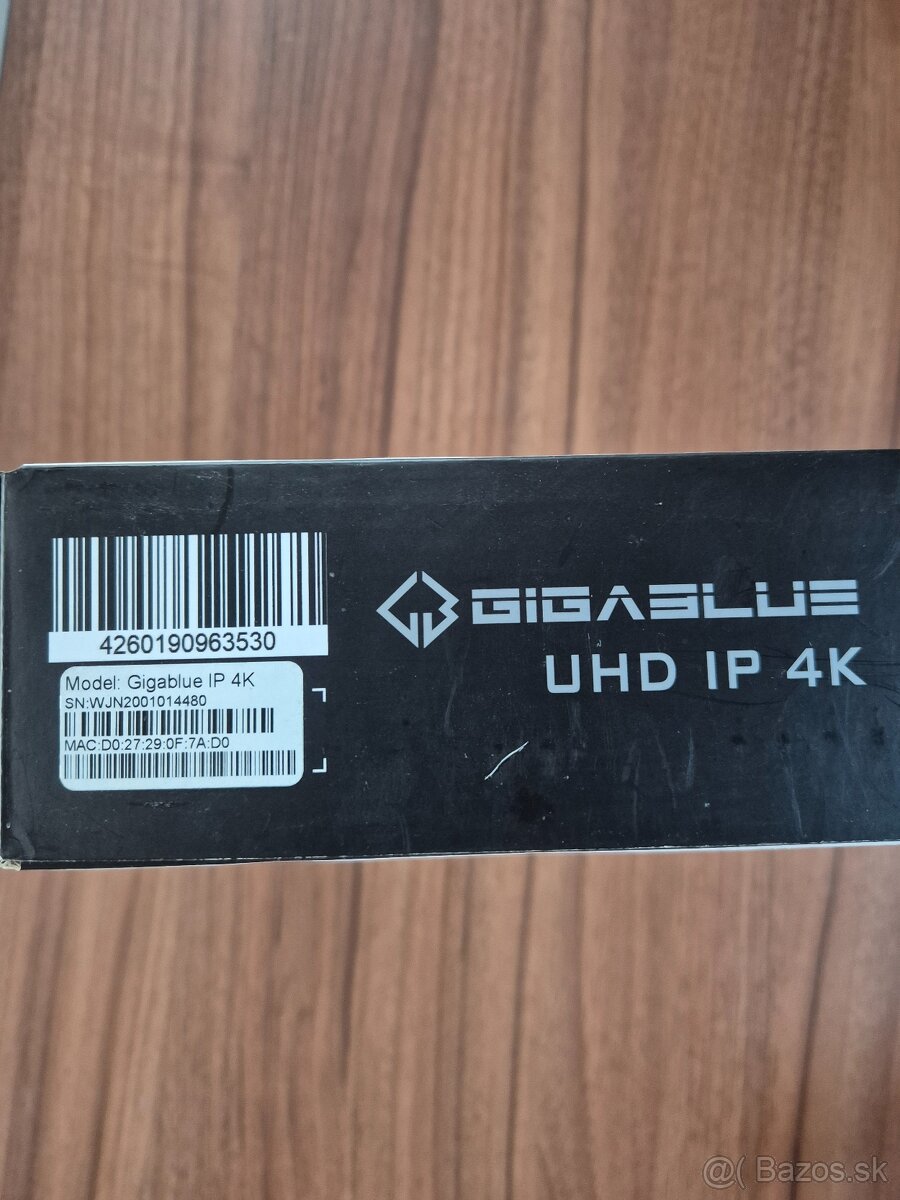 4260190963530
Model: Gigablue IP 4K
SN:WJN2001014480
MAC:D0:27:29:0F:7A:D0
GIGABLUE
UHD IP 4K
@( Bazos.sk